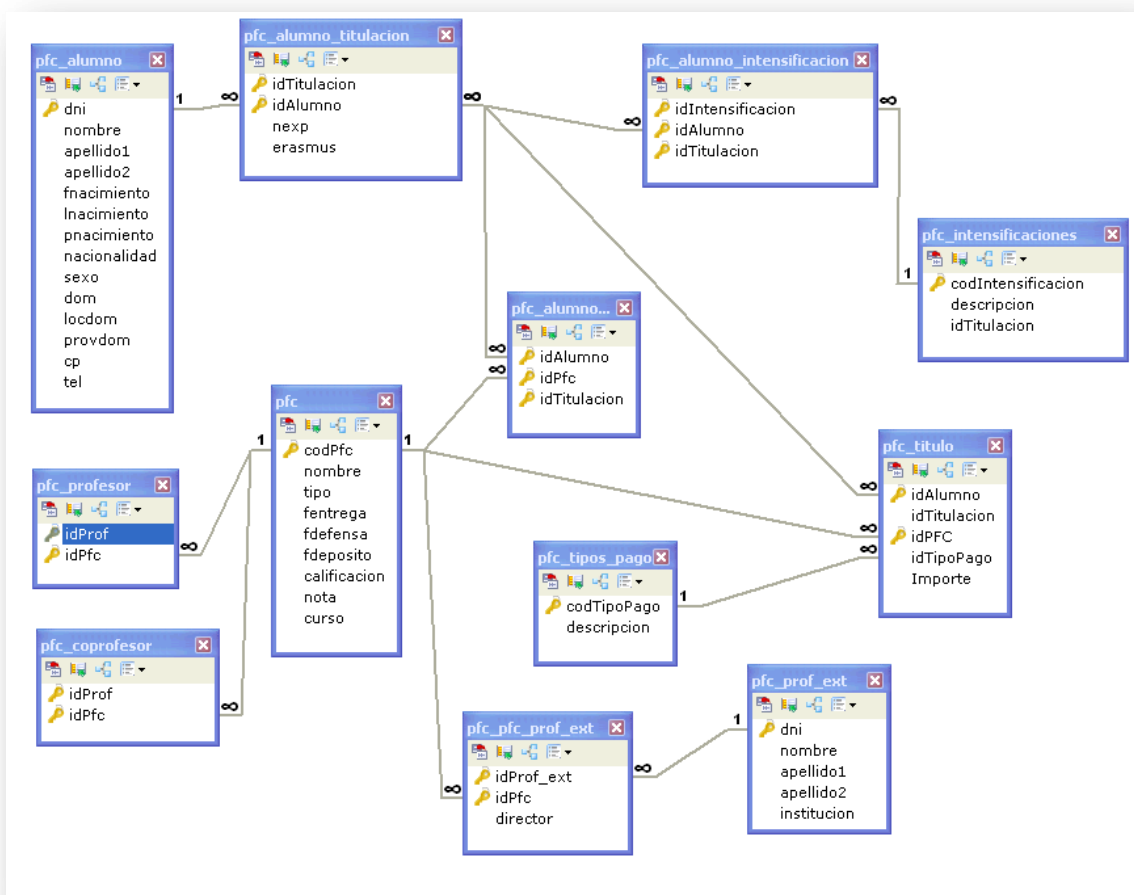 pfc_alumno
dni
nombre
apellido1
apellido2
fnacimiento
lnacimiento
pnacimiento
nacionalidad
sexo
dom
locdom
provdom
cp
tel
1
∞
pfc_alumno_titulacion
idTitulacion
idAlumno
nexp
erasmus
∞
∞
pfc_alumno_intensificacion
idIntensificacion
idAlumno
idTitulacion
∞
1
pfc_intensificaciones
codIntensificacion
descripcion
idTitulacion
pfc_alumno...
idAlumno
idPfc
idTitulacion
∞
∞
pfc
codPfc
nombre
tipo
fentrega
fdefensa
fdeposito
calificacion
nota
curso
1
1
pfc_profesor
idProf
idPfc
∞
pfc_titulo
idAlumno
idTitulacion
idPFC
idTipoPago
Importe
∞
∞
∞
pfc_tipos_pago
codTipoPago
descripcion
1
pfc_coprofesor
idProf
idPfc
∞
pfc_pfc_prof_ext
idProf_ext
idPfc
director
∞
∞
pfc_prof_ext
dni
nombre
apellido1
apellido2
institucion
1